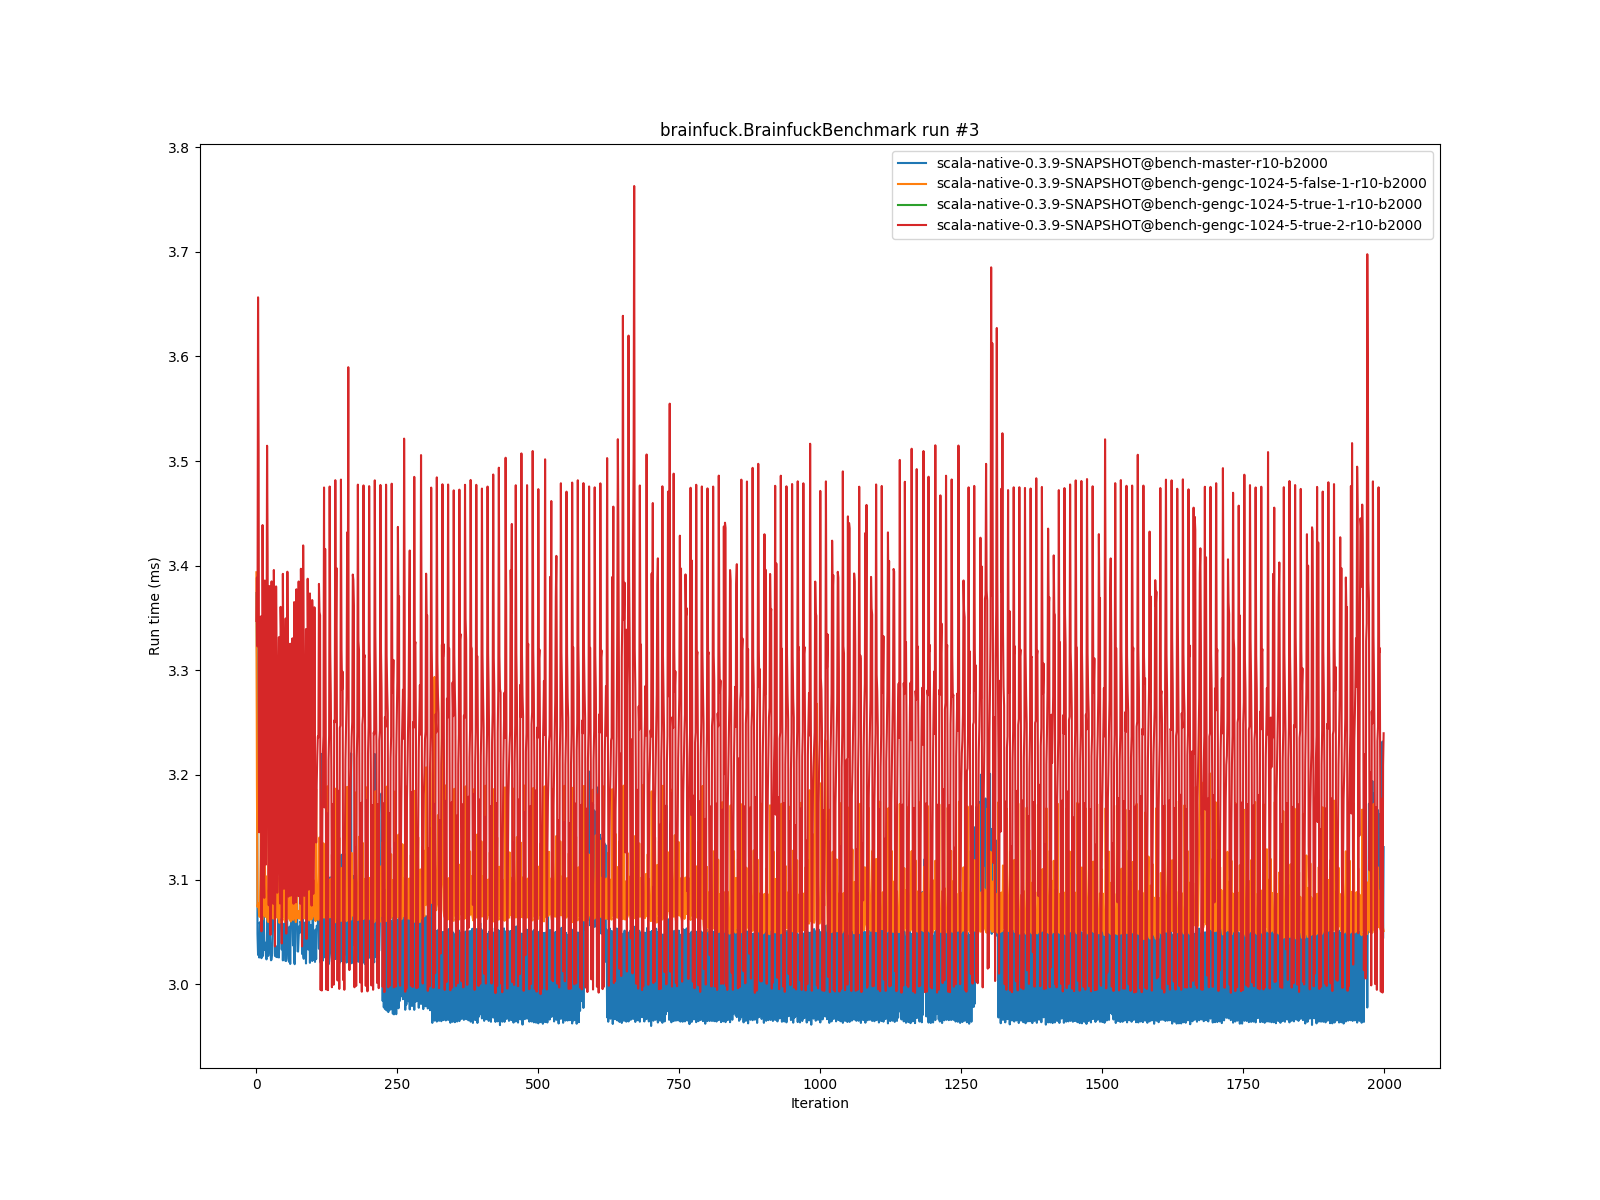 brainfuck.BrainfuckBenchmark run #3
scala-native-0.3.9-SNAPSHOT@bench-master-r10-b2000
scala-native-0.3.9-SNAPSHOT@bench-gengc-1024-5-false-1-r10-b2000
scala-native-0.3.9-SNAPSHOT@bench-gengc-1024-5-true-1-r10-b2000
scala-native-0.3.9-SNAPSHOT@bench-gengc-1024-5-true-2-r10-b2000
3.8
3.7
3.6
3.5
3.4
3.3
3.2
3.1
3.0
Run time (ms)
0 250 500 750 1000 1250 1500 1750 2000
Iteration